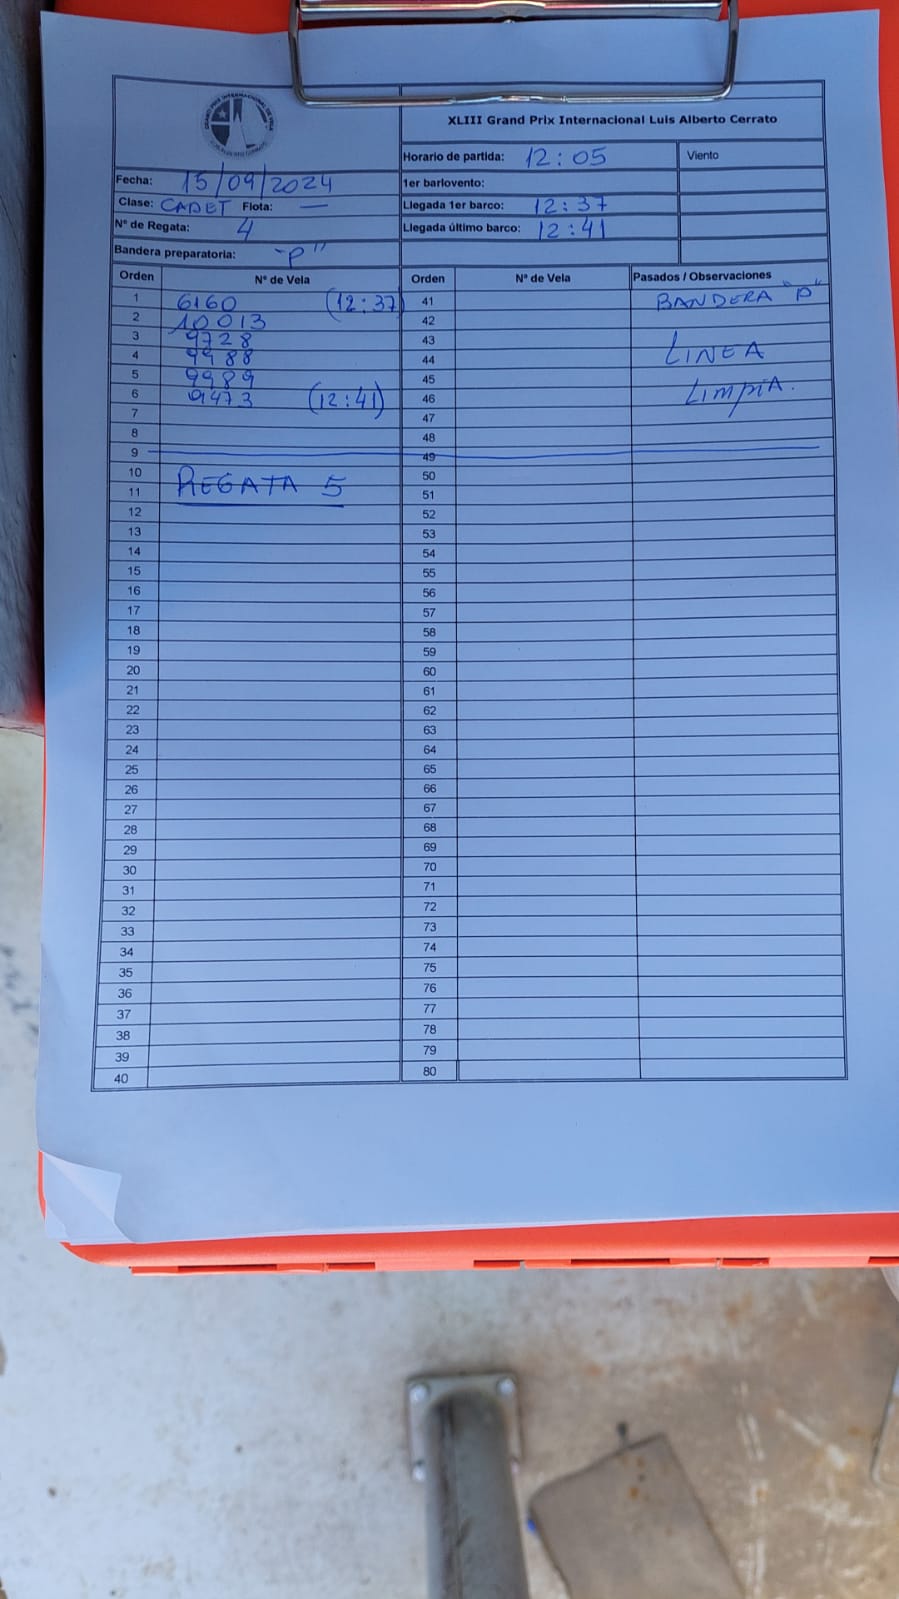 XLIII Grand Prix Internacional Luis Alberto Cerrato
Horario de partida: 12:05 Viento
Fecha: 15/09/2024 1er barlovento:
Clase: CADET Flota: — Llegada 1er barco: 12:37
Nº de Regata: 4 Llegada último barco: 12:41
Bandera preparatoria: "P"
Orden Nº de Vela Orden Nº de Vela Pasados / Observaciones
1 6160 (12:37) 41 BANDERA "P"
2 10013 42
3 9728 43
4 9988 44 LINEA
5 9989 45
6 9473 (12:41) 46 LIMPIA.
7 47
8 48
9 49
10 50
REGATA 5
11 51
12 52
13 53
14 54
15 55
16 56
17 57
18 58
19 59
20 60
21 61
22 62
23 63
24 64
25 65
26 66
27 67
28 68
29 69
30 70
31 71
32 72
33 73
34 74
35 75
36 76
37 77
38 78
39 79
40 80